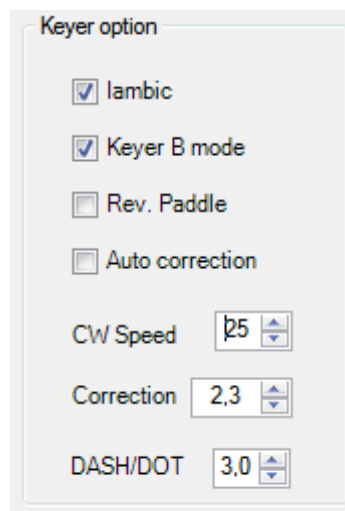 Keyer option
Iambic
Keyer B mode
Rev. Paddle
Auto correction
CW Speed 25
Correction 2,3
DASH/DOT 3,0